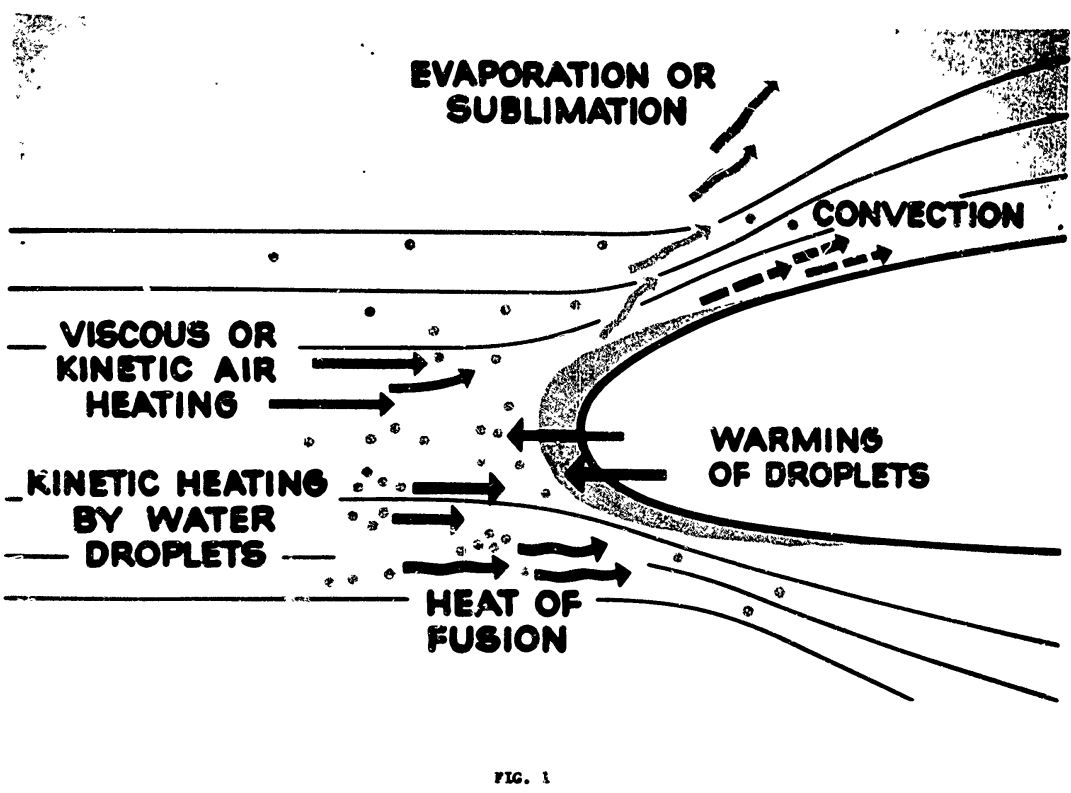 EVAPORATION OR
SUBLIMATION
CONVECTION
VISCOUS OR
KINETIC AIR
HEATING
WARMING
OF DROPLETS
KINETIC HEATING
BY WATER
DROPLETS
HEAT OF
FUSION
FIG. 1